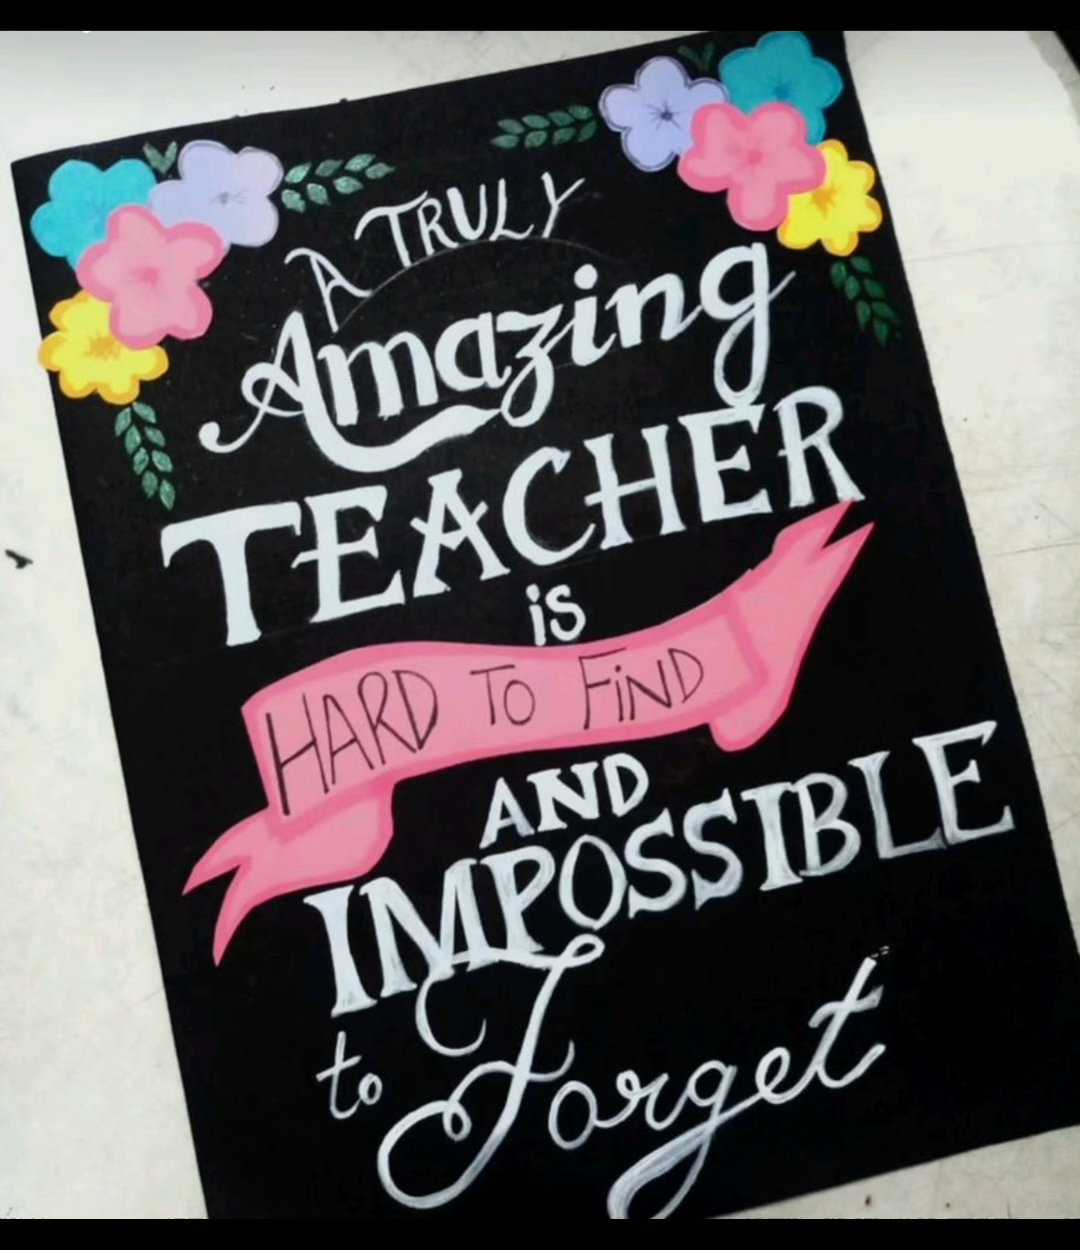 A TRULY
Amazing
TEACHER
is
HARD TO FiND
AND
IMPOSSIBLE
to Forget